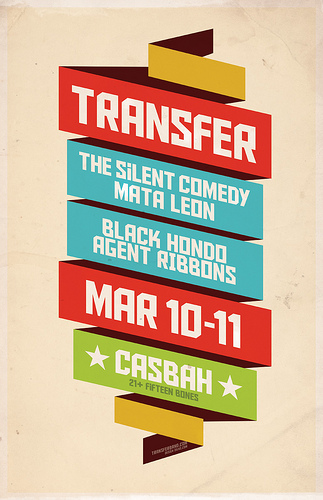 TRANSFER
THE SiLENT COMEDY
MATA LEON
BLACK HONDO
AGENT RIBBONS
MAR 10-11
CASBAH
21+ FIFTEEN BONES